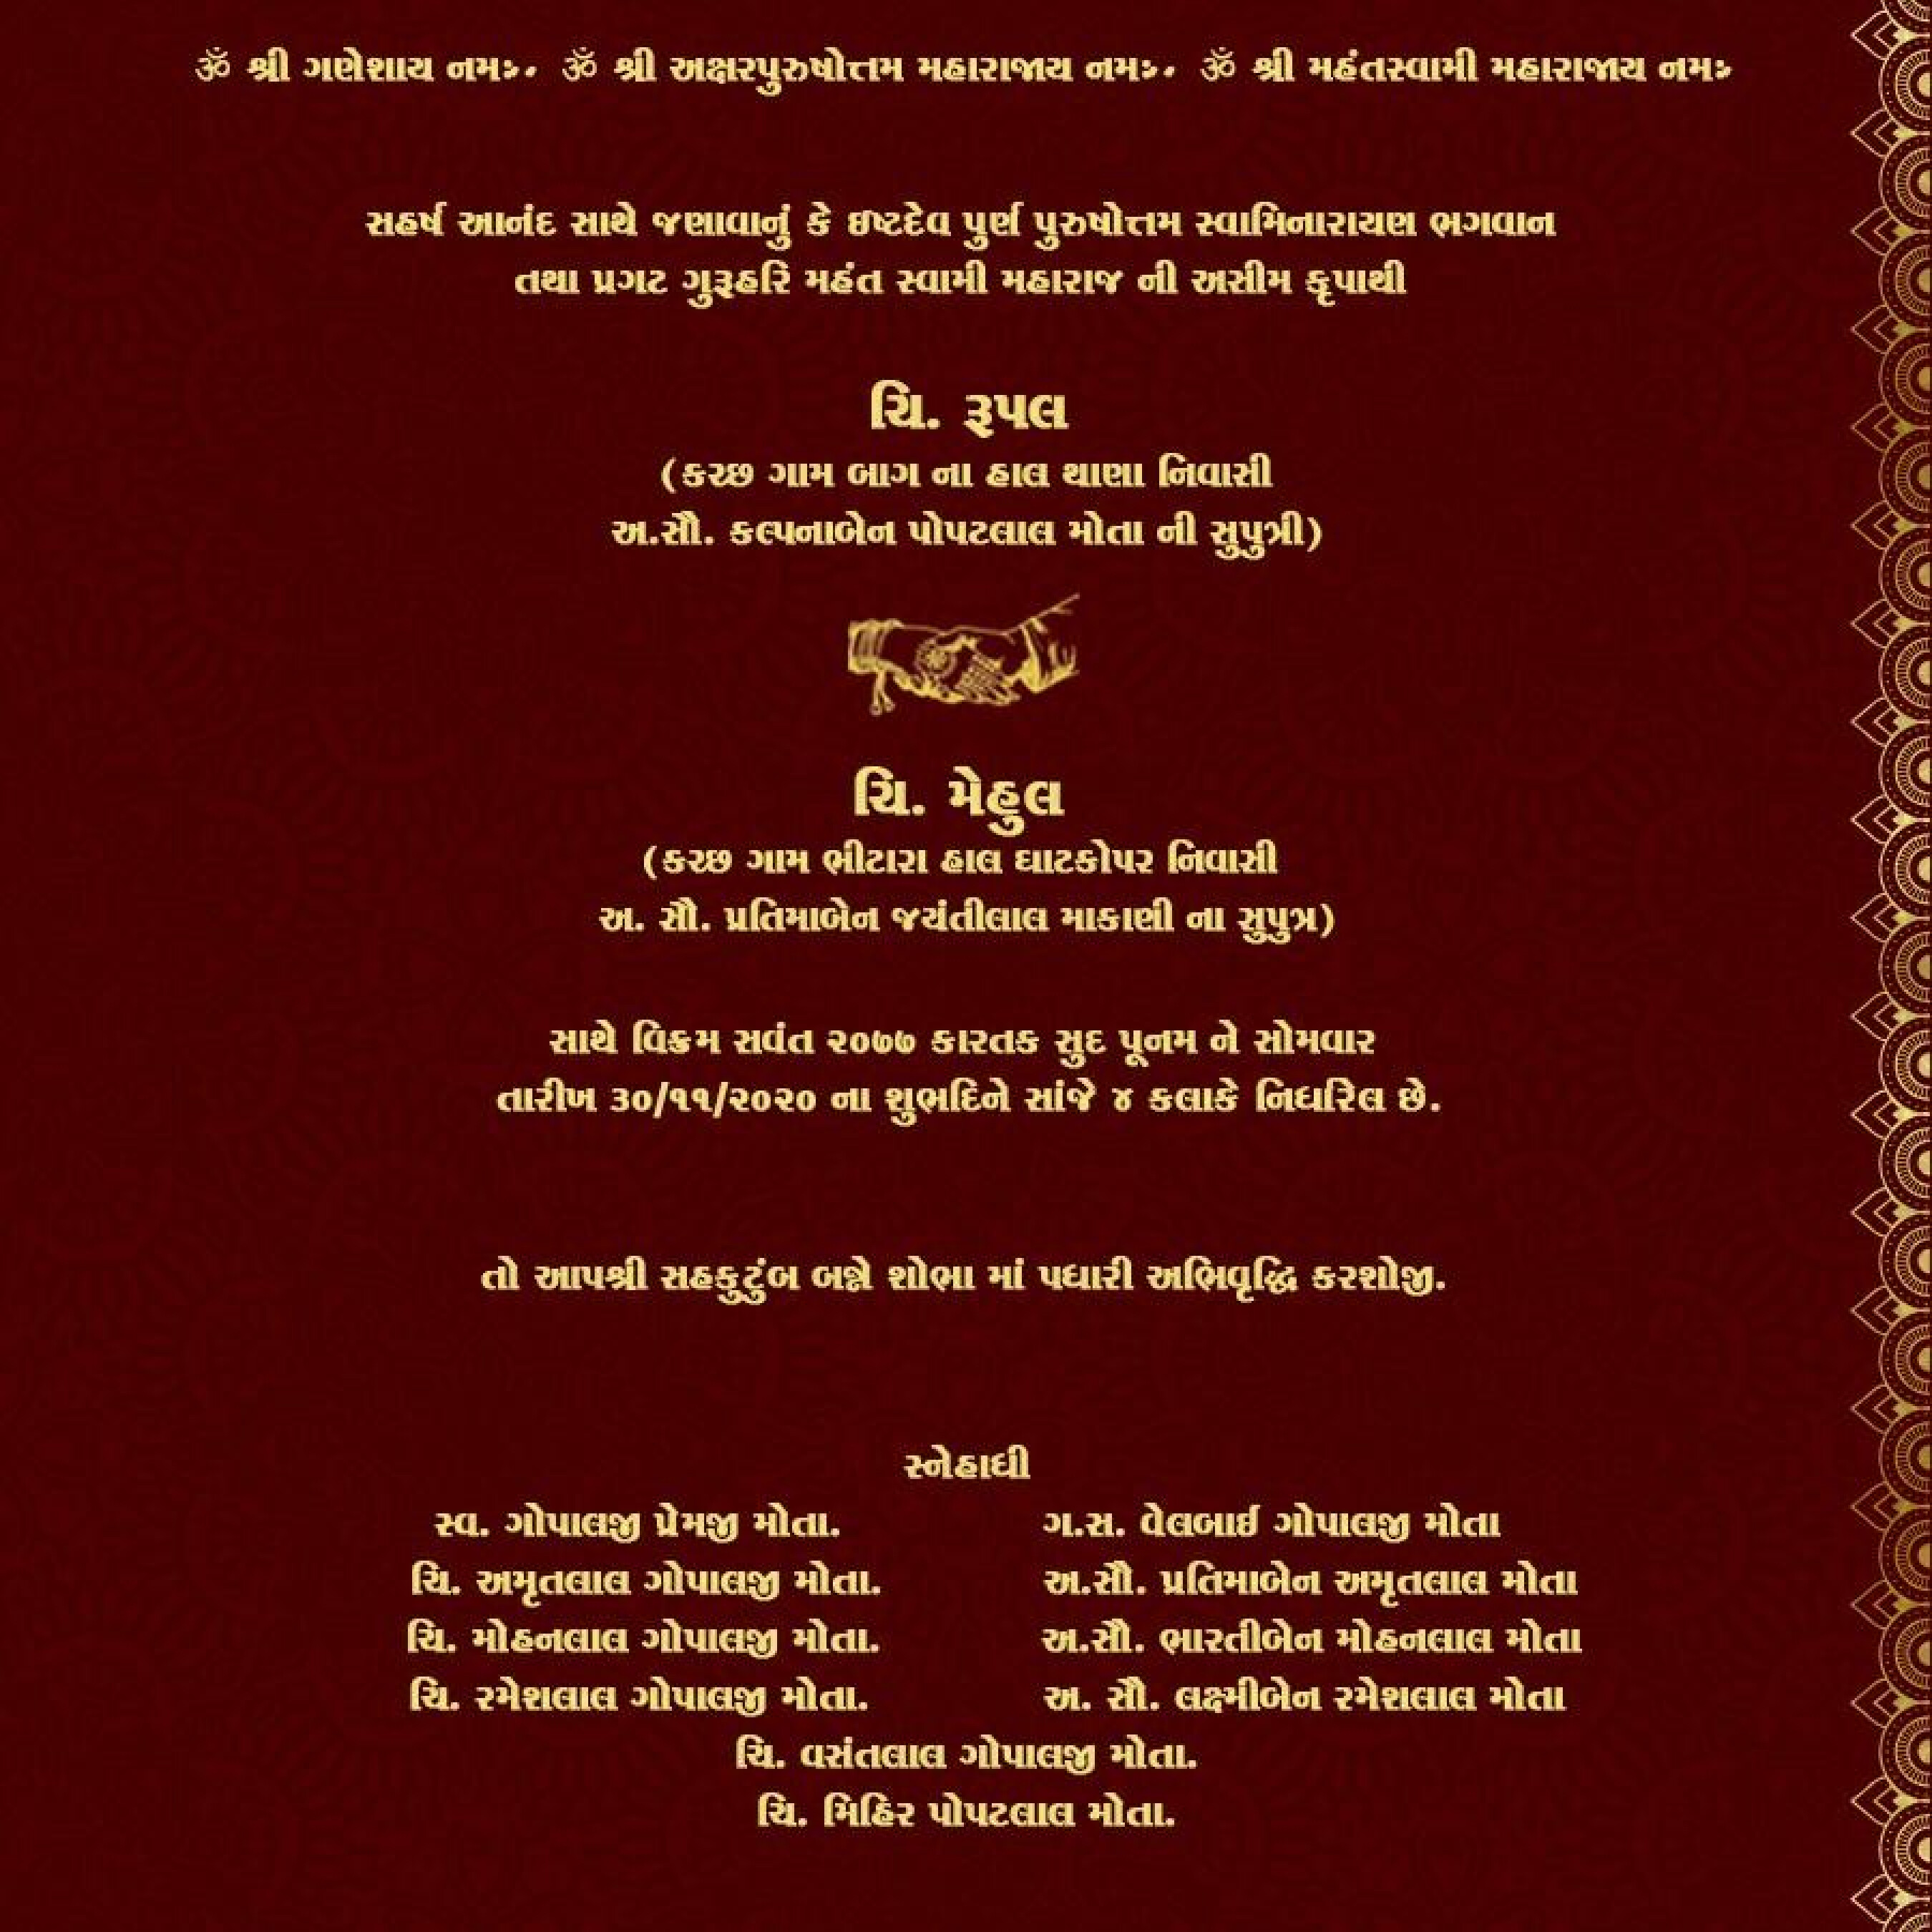 ૐ શ્રી ગણેશાય નમઃ· ૐ શ્રી અક્ષરપુરુષોત્તમ મહારાજાય નમઃ· ૐ શ્રી મહંતસ્વામી મહારાજાય નમઃ
સહર્ષ આનંદ સાથે જણાવાનું કે ઇષ્ટદેવ પુર્ણ પુરુષોત્તમ સ્વામિનારાયણ ભગવાન
તથા પ્રગટ ગુરૂહરિ મહંત સ્વામી મહારાજ ની અસીમ કૃપાથી
ચિ. રૂપલ
(કચ્છ ગામ બાગ ના હાલ થાણા નિવાસી
અ.સૌ. કલ્પનાબેન પોપટલાલ મોતા ની સુપુત્રી)
ચિ. મેહુલ
(કચ્છ ગામ ભીટારા હાલ ઘાટકોપર નિવાસી
અ. સૌ. પ્રતિમાબેન જયંતીલાલ માકાણી ના સુપુત્ર)
સાથે વિક્રમ સવંત ૨૦૭૭ કારતક સુદ પૂનમ ને સોમવાર
તારીખ ૩૦/૧૧/૨૦૨૦ ના શુભદિને સાંજે ૪ કલાકે નિધારિલ છે.
તો આપશ્રી સહકુટુંબ બન્ને શોભા માં પધારી અભિવૃદ્ધિ કરશોજી.
સ્નેહાધી
સ્વ. ગોપાલજી પ્રેમજી મોતા. ગ.સ. વેલબાઈ ગોપાલજી મોતા
ચિ. અમૃતલાલ ગોપાલજી મોતા. અ.સૌ. પ્રતિમાબેન અમૃતલાલ મોતા
ચિ. મોહનલાલ ગોપાલજી મોતા. અ.સૌ. ભારતીબેન મોહનલાલ મોતા
ચિ. રમેશલાલ ગોપાલજી મોતા. અ. સૌ. લક્ષ્મીબેન રમેશલાલ મોતા
ચિ. વસંતલાલ ગોપાલજી મોતા.
ચિ. મિહિર પોપટલાલ મોતા.